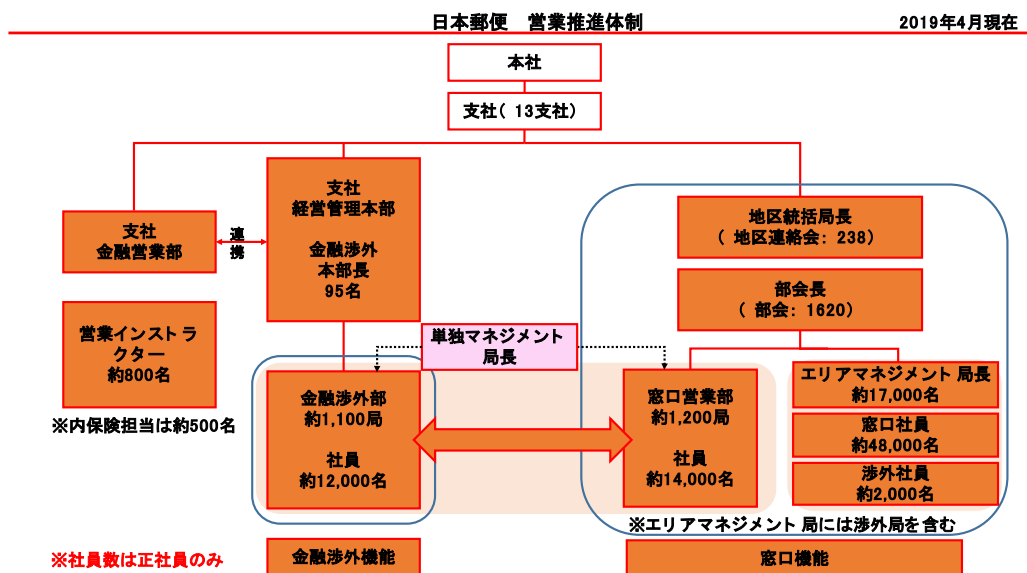 日本郵便　営業推進体制
2019年4月現在
本社
支社( 13支社)
支社
金融営業部
連
携
支社
経営管理本部
金融渉外
本部長
95名
地区統括局長
( 地区連絡会: 238)
部会長
( 部会: 1620)
営業インストラ
クター
約800名
※内保険担当は約500名
単独マネジメント
局長
金融渉外部
約1,100局
社員
約12,000名
窓口営業部
約1,200局
社員
約14,000名
エリアマネジメント 局長
約17,000名
窓口社員
約48,000名
渉外社員
約2,000名
※エリアマネジメント 局には渉外局を含む
※社員数は正社員のみ
金融渉外機能
窓口機能